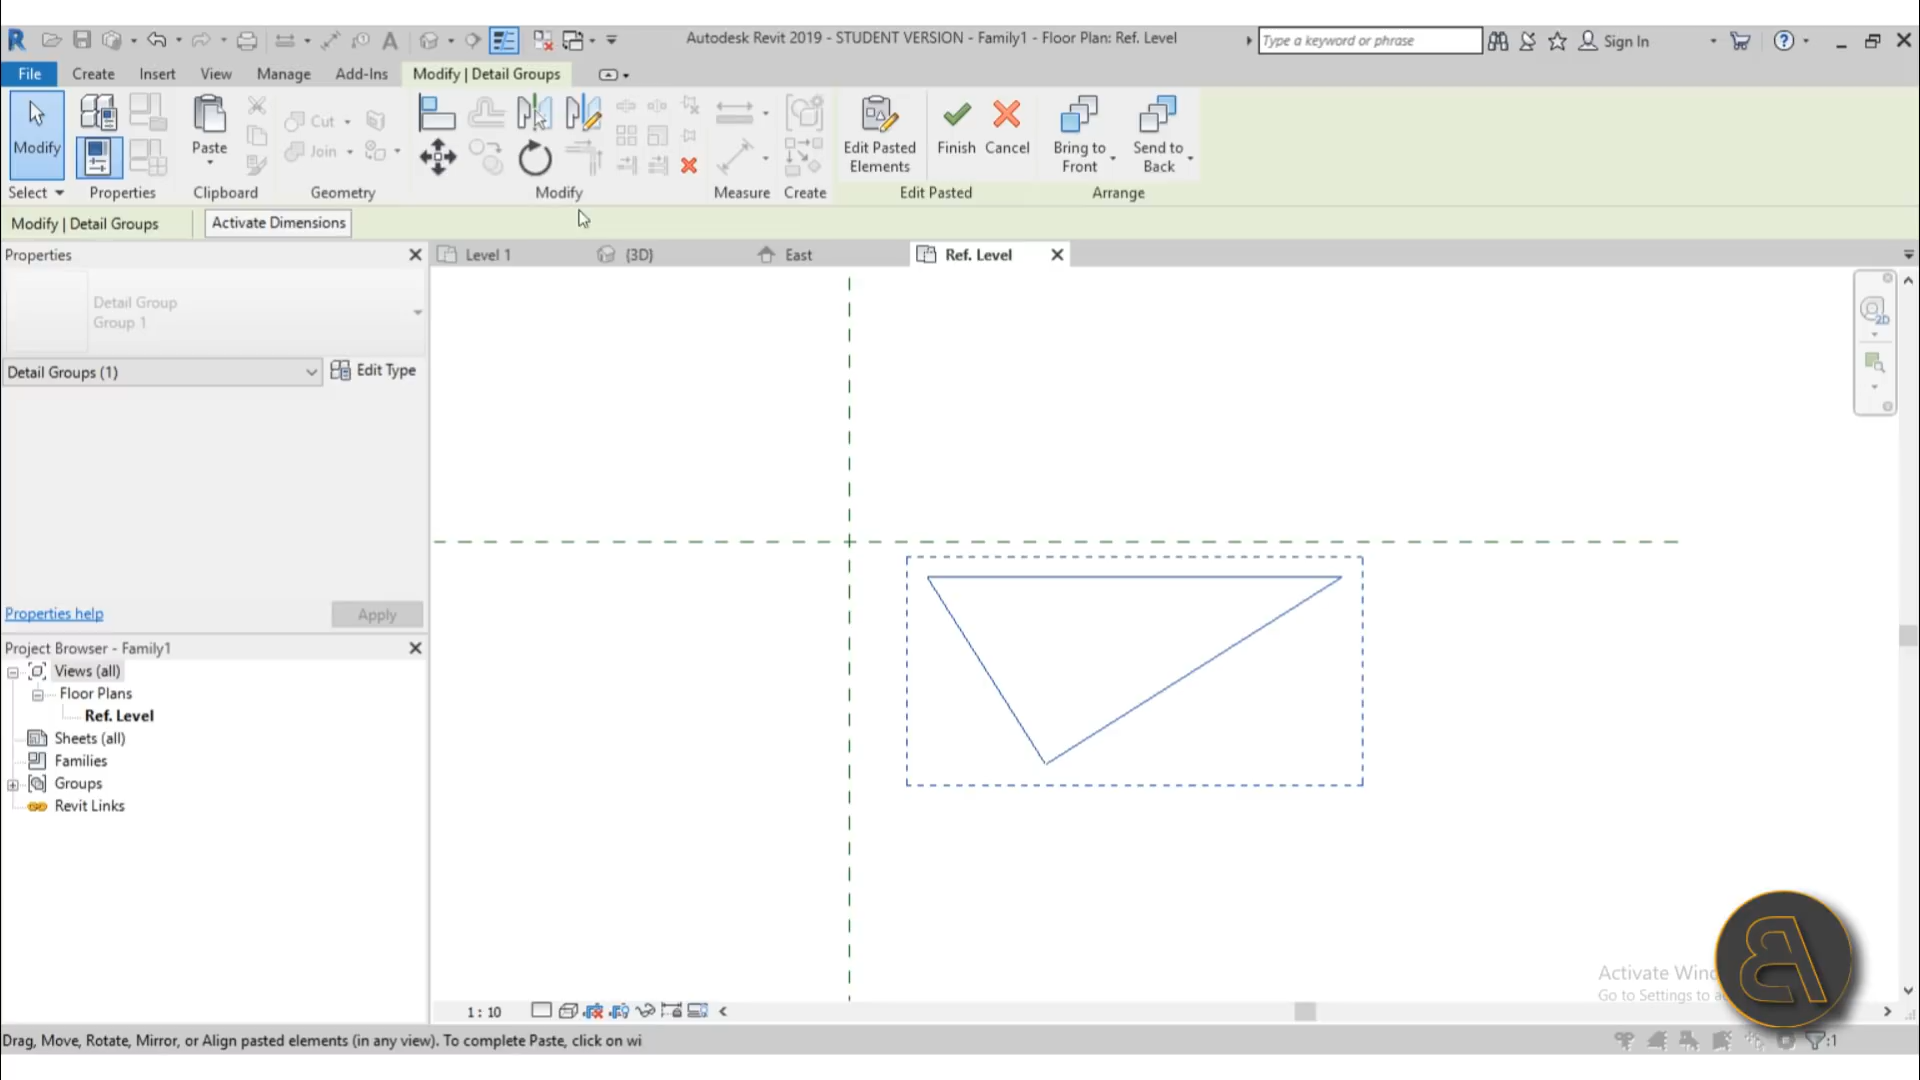 Autodesk Revit 2019 - STUDENT VERSION - Family1 - Floor Plan: Ref. Level
Type a keyword or phrase
Sign In
File
Create
Insert
View
Manage
Add-Ins
Modify | Detail Groups
Modify
Paste
Cut
Join
Edit Pasted
Elements
Finish
Cancel
Bring to
Front
Send to
Back
Select
Properties
Clipboard
Geometry
Modify
Measure
Create
Edit Pasted
Arrange
Modify | Detail Groups
Activate Dimensions
Properties
Level 1
{3D}
East
Ref. Level
Detail Group
Group 1
2D
Detail Groups (1)
Edit Type
Properties help
Apply
Project Browser - Family1
Views (all)
Floor Plans
Ref. Level
Sheets (all)
Families
Groups
Revit Links
Activate Win
Go to Settings to a
1 : 10
Drag, Move, Rotate, Mirror, or Align pasted elements (in any view). To complete Paste, click on wi
:1